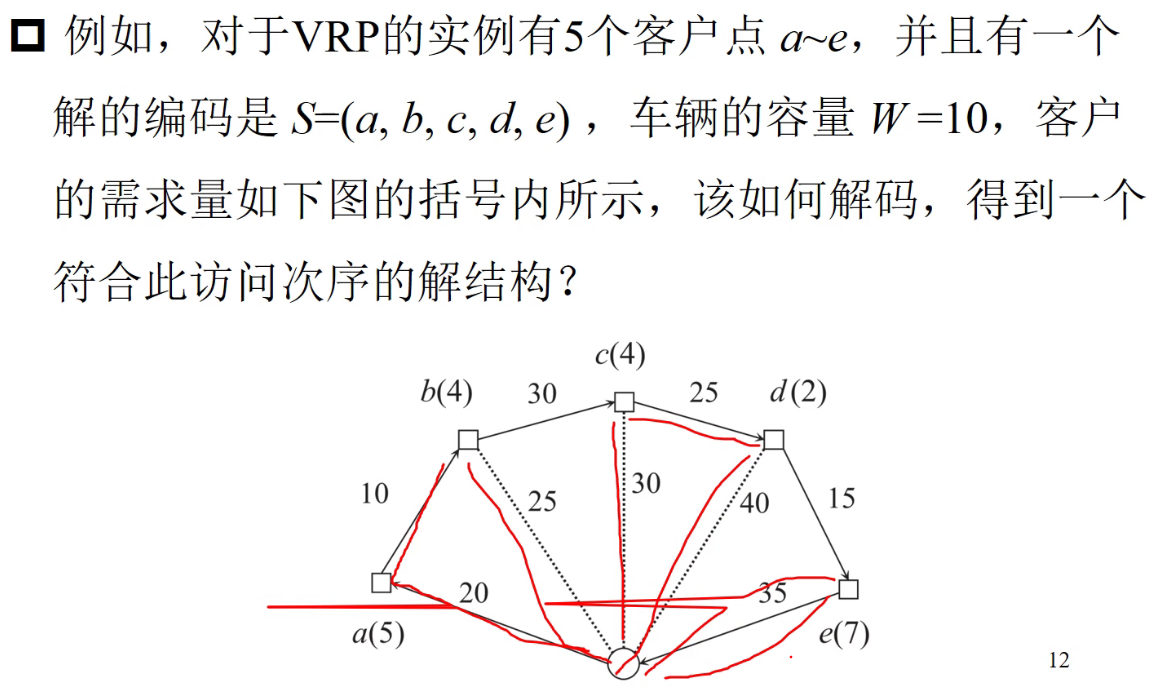 例如，对于VRP的实例有5个客户点 a~e，并且有一个
解的编码是 S=(a, b, c, d, e) ，车辆的容量 W =10，客户
的需求量如下图的括号内所示，该如何解码，得到一个
符合此访问次序的解结构？
c(4)
b(4) 30 25 d(2)
10 25 30 40 15
20 35
a(5) e(7)
12